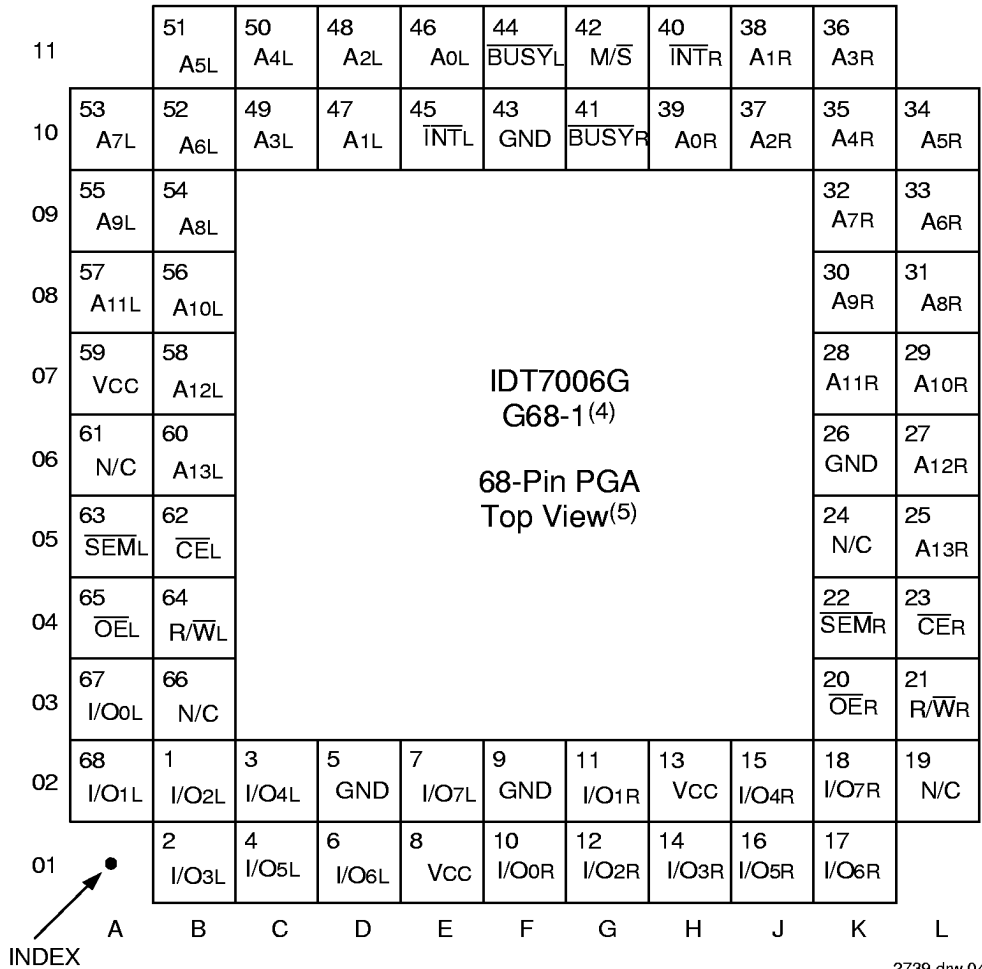 11 51 50 48 46 44 42 40 38 36
A5L A4L A2L A0L BUSYL M/S INTR A1R A3R
10 53 52 49 47 45 43 41 39 37 35 34
A7L A6L A3L A1L INTL GND BUSYR A0R A2R A4R A5R
09 55 54 32 33
A9L A8L A7R A6R
08 57 56 30 31
A11L A10L A9R A8R
07 59 58 28 29
VCC A12L A11R A10R
IDT7006G
G68-1(4)
06 61 60 26 27
N/C A13L GND A12R
68-Pin PGA
Top View(5)
05 63 62 24 25
SEML CEL N/C A13R
04 65 64 22 23
OEL R/WL SEMR CER
03 67 66 20 21
I/O0L N/C OER R/WR
02 68 1 3 5 7 9 11 13 15 18 19
I/O1L I/O2L I/O4L GND I/O7L GND I/O1R VCC I/O4R I/O7R N/C
01 2 4 6 8 10 12 14 16 17
I/O3L I/O5L I/O6L VCC I/O0R I/O2R I/O3R I/O5R I/O6R
A B C D E F G H J K L
INDEX
2739 drw 04